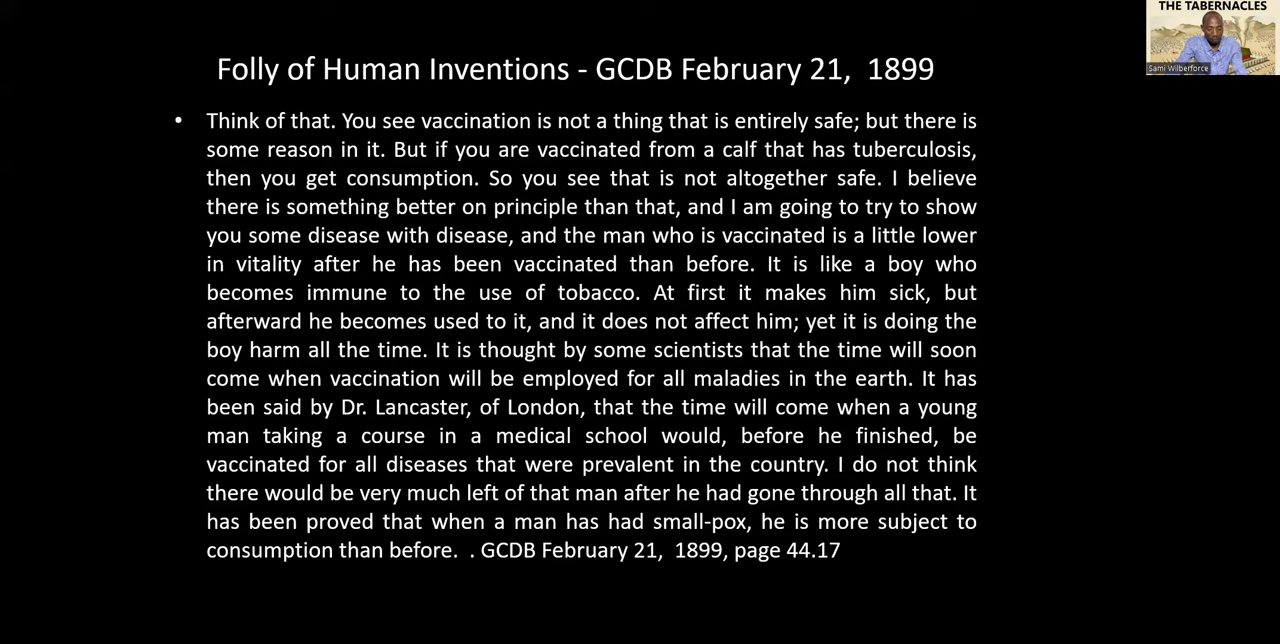 THE TABERNACLES
Sami Wilberforce
Folly of Human Inventions - GCDB February 21, 1899
• Think of that. You see vaccination is not a thing that is entirely safe; but there is
some reason in it. But if you are vaccinated from a calf that has tuberculosis,
then you get consumption. So you see that is not altogether safe. I believe
there is something better on principle than that, and I am going to try to show
you some disease with disease, and the man who is vaccinated is a little lower
in vitality after he has been vaccinated than before. It is like a boy who
becomes immune to the use of tobacco. At first it makes him sick, but
afterward he becomes used to it, and it does not affect him; yet it is doing the
boy harm all the time. It is thought by some scientists that the time will soon
come when vaccination will be employed for all maladies in the earth. It has
been said by Dr. Lancaster, of London, that the time will come when a young
man taking a course in a medical school would, before he finished, be
vaccinated for all diseases that were prevalent in the country. I do not think
there would be very much left of that man after he had gone through all that. It
has been proved that when a man has had small-pox, he is more subject to
consumption than before. . GCDB February 21, 1899, page 44.17